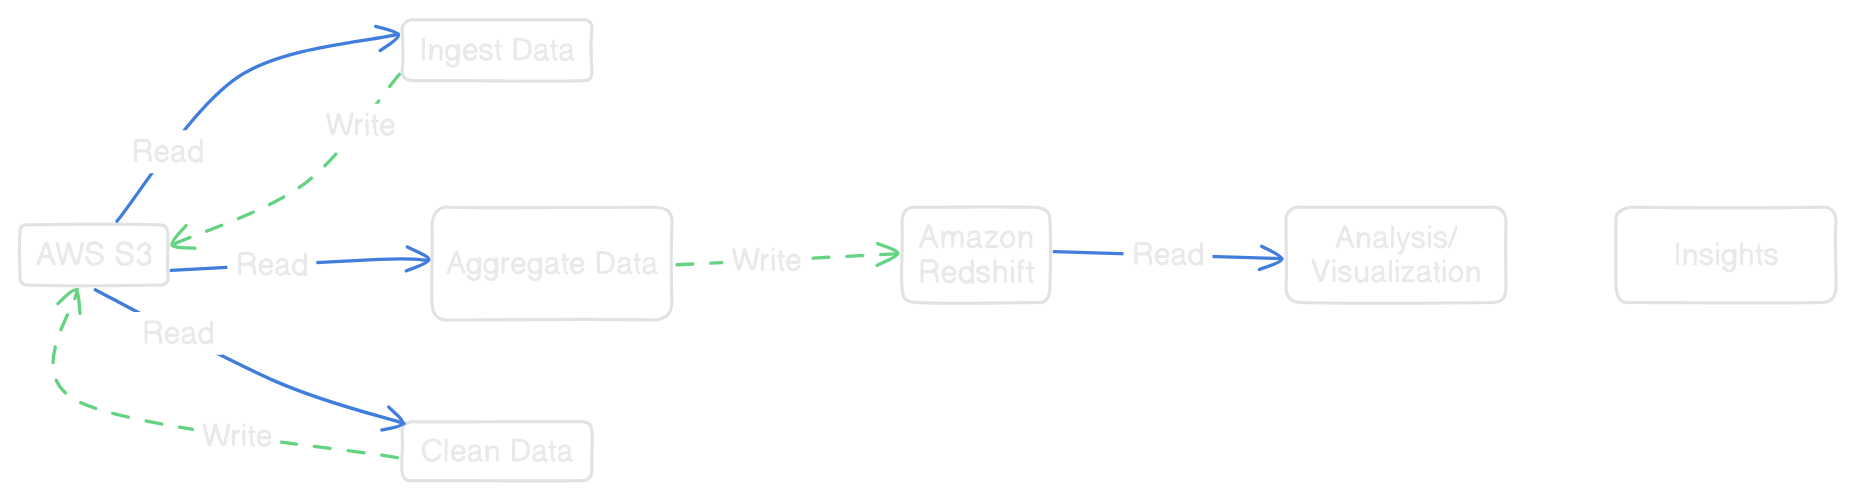 Ingest Data
Write
Read
AWS S3
Read
Aggregate Data
Write
Amazon
Redshift
Read
Analysis/
Visualization
Insights
Read
Write
Clean Data